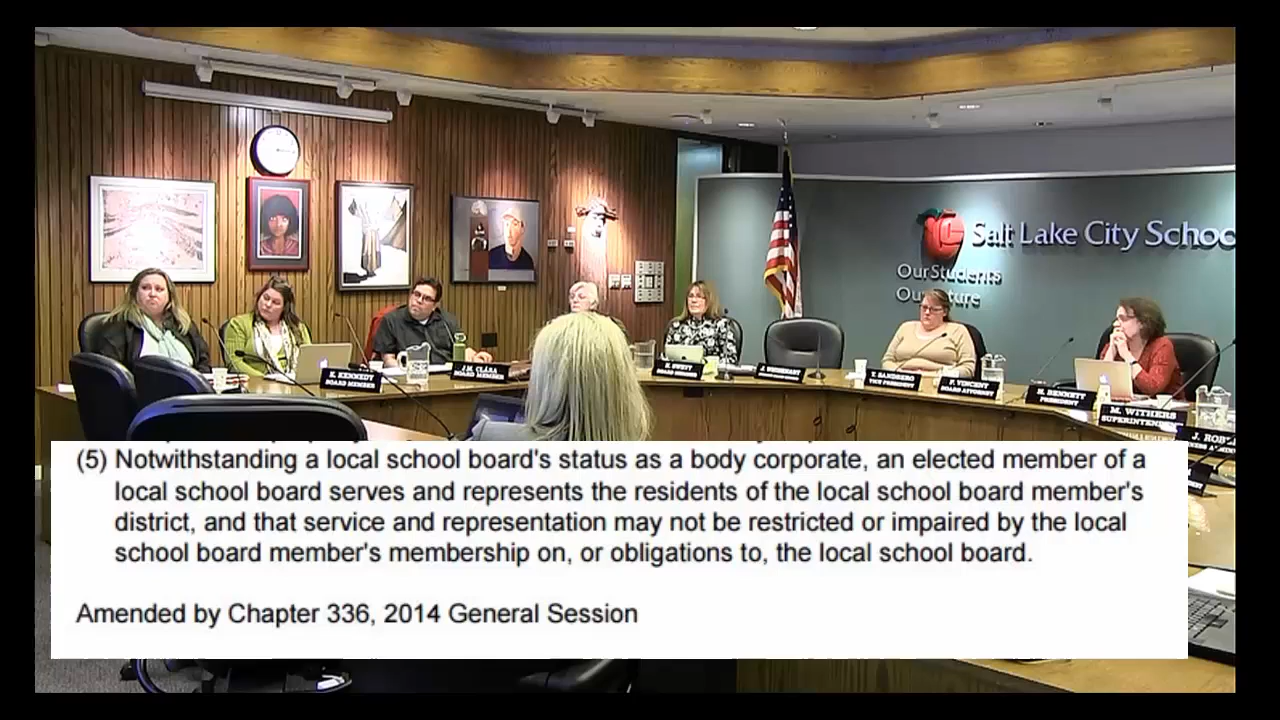 Salt Lake City Schoo
Our Students
Our Future
K. KENNEDY
BOARD MEMBER
J.M. CLÁRA
BOARD MEMBER
VICE PRESIDENT
F. VINCENT
BOARD ATTORNEY
H. BENNETT
PRESIDENT
M. WITHERS
SUPERINTENDENT
(5) Notwithstanding a local school board's status as a body corporate, an elected member of a
local school board serves and represents the residents of the local school board member's
district, and that service and representation may not be restricted or impaired by the local
school board member's membership on, or obligations to, the local school board.
Amended by Chapter 336, 2014 General Session